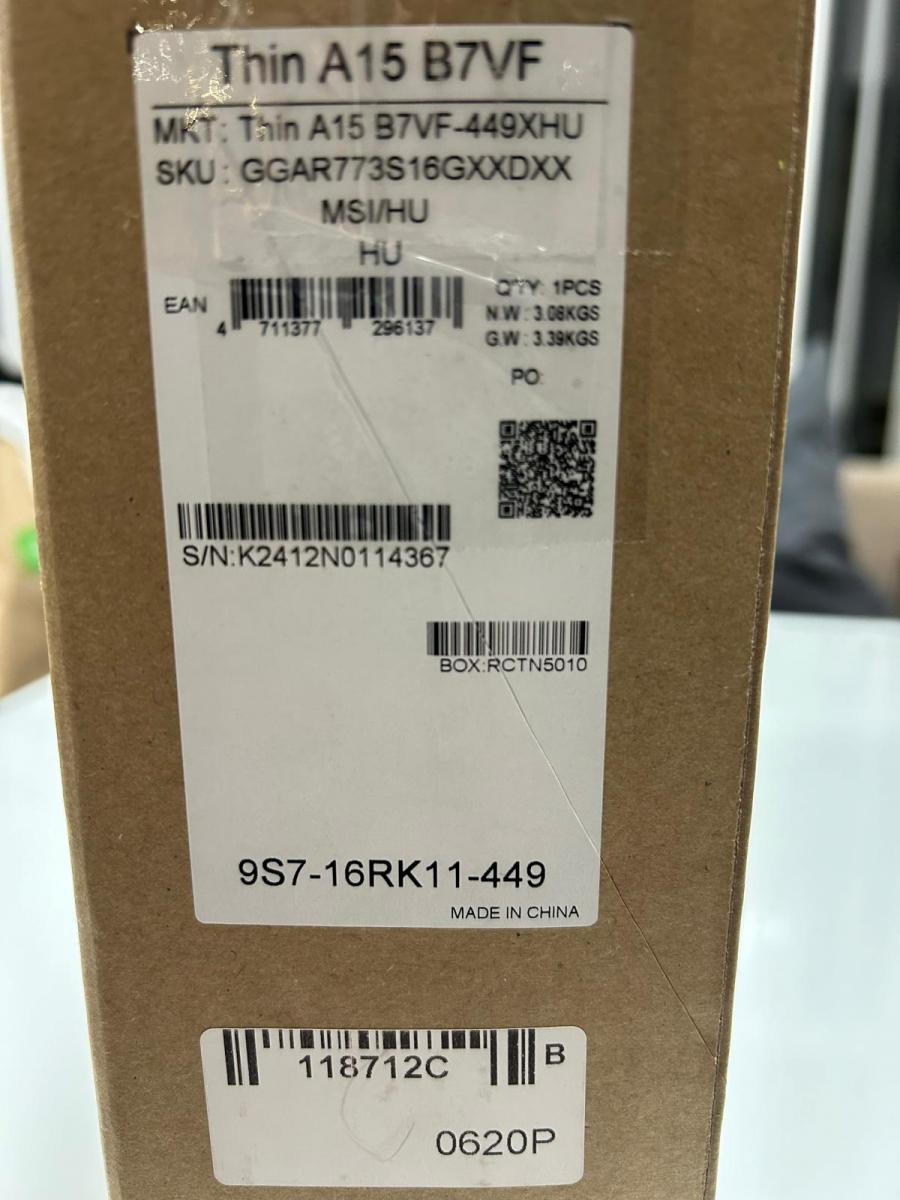 Thin A15 B7VF
MKT: Thin A15 B7VF-449XHU
SKU : GGAR773S16GXXDXX
MSI/HU
HU
EAN
4 711377 296137
Q'TY: 1PCS
N.W : 3.08KGS
G.W : 3.39KGS
PO:
S/N:K2412N0114367
BOX:RCTN5010
9S7-16RK11-449
MADE IN CHINA
118712C
B
0620P